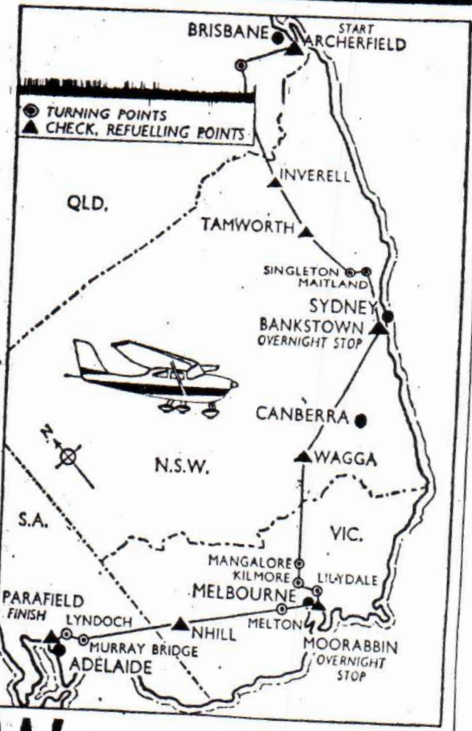 BRISBANE
START
ARCHERFIELD
TURNING POINTS
CHECK, REFUELLING POINTS
INVERELL
QLD.
TAMWORTH
SINGLETON
MAITLAND
SYDNEY
BANKSTOWN
OVERNIGHT STOP
CANBERRA
N
N.S.W.
WAGGA
S.A.
VIC.
MANGALORE
KILMORE
LILYDALE
MELBOURNE
PARAFIELD
FINISH
LYNDOCH
MELTON
NHILL
MOORABBIN
OVERNIGHT
STOP
MURRAY BRIDGE
ADELAIDE